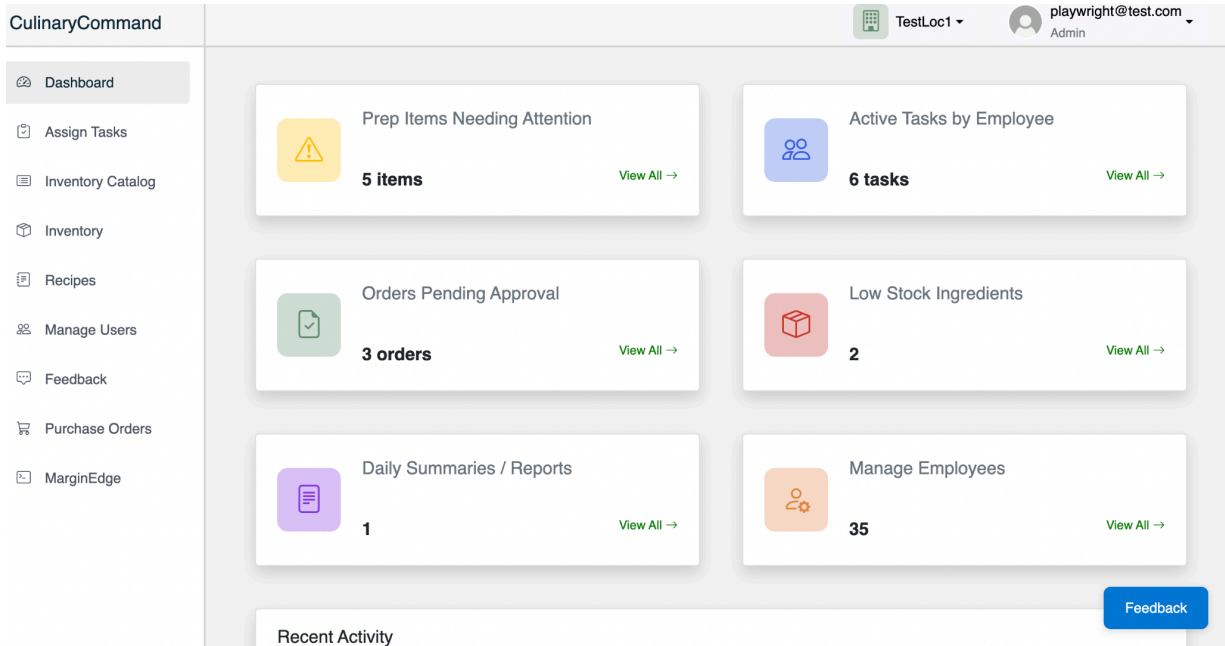 CulinaryCommand
TestLoc1
playwright@test.com
Admin
Dashboard
Assign Tasks
Inventory Catalog
Inventory
Recipes
Manage Users
Feedback
Purchase Orders
MarginEdge
Prep Items Needing Attention
5 items
View All →
Active Tasks by Employee
6 tasks
View All →
Orders Pending Approval
3 orders
View All →
Low Stock Ingredients
2
View All →
Daily Summaries / Reports
1
View All →
Manage Employees
35
View All →
Recent Activity
Feedback